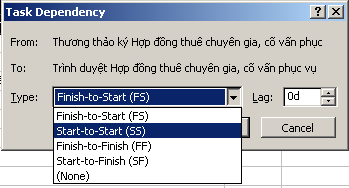 Task Dependency
From: Thương thảo ký Hợp đồng thuê chuyên gia, cố vấn phục
To: Trình duyệt Hợp đồng thuê chuyên gia, cố vấn phục vụ
Type: Finish-to-Start (FS) Lag: 0d
Finish-to-Start (FS)
Start-to-Start (SS)
Finish-to-Finish (FF)
Start-to-Finish (SF)
(None)
Cancel